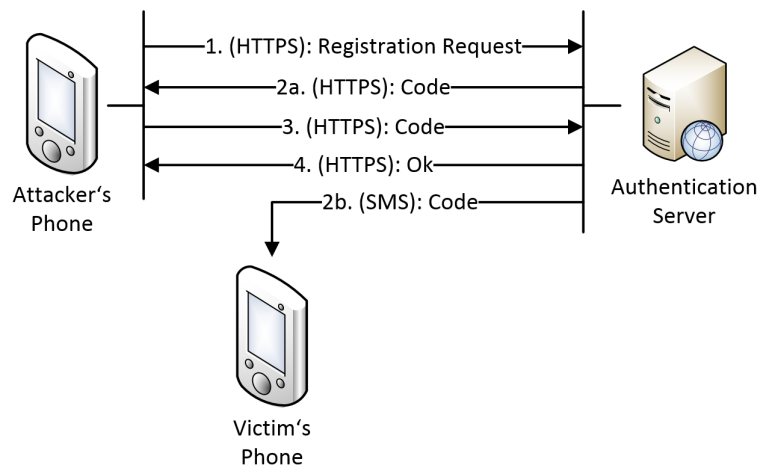 1. (HTTPS): Registration Request
2a. (HTTPS): Code
3. (HTTPS): Code
4. (HTTPS): Ok
2b. (SMS): Code
Attacker‘s
Phone
Authentication
Server
Victim‘s
Phone